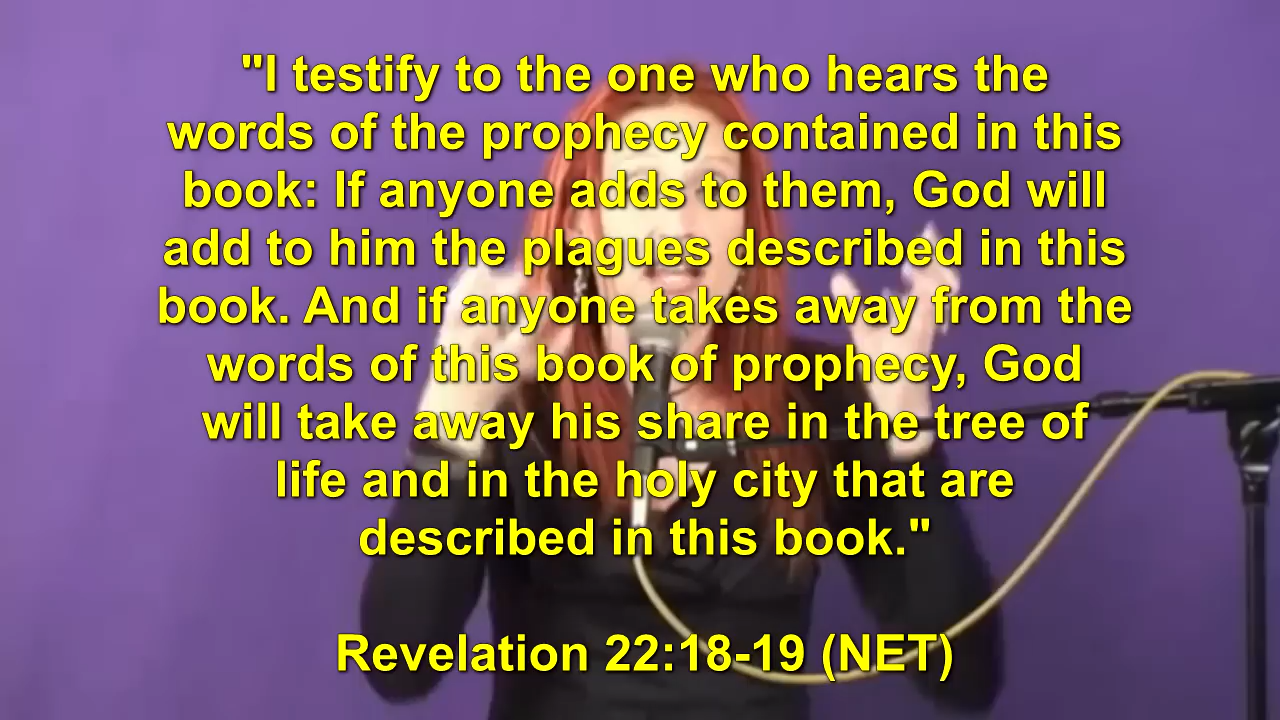 "I testify to the one who hears the
words of the prophecy contained in this
book: If anyone adds to them, God will
add to him the plagues described in this
book. And if anyone takes away from the
words of this book of prophecy, God
will take away his share in the tree of
life and in the holy city that are
described in this book."
Revelation 22:18-19 (NET)